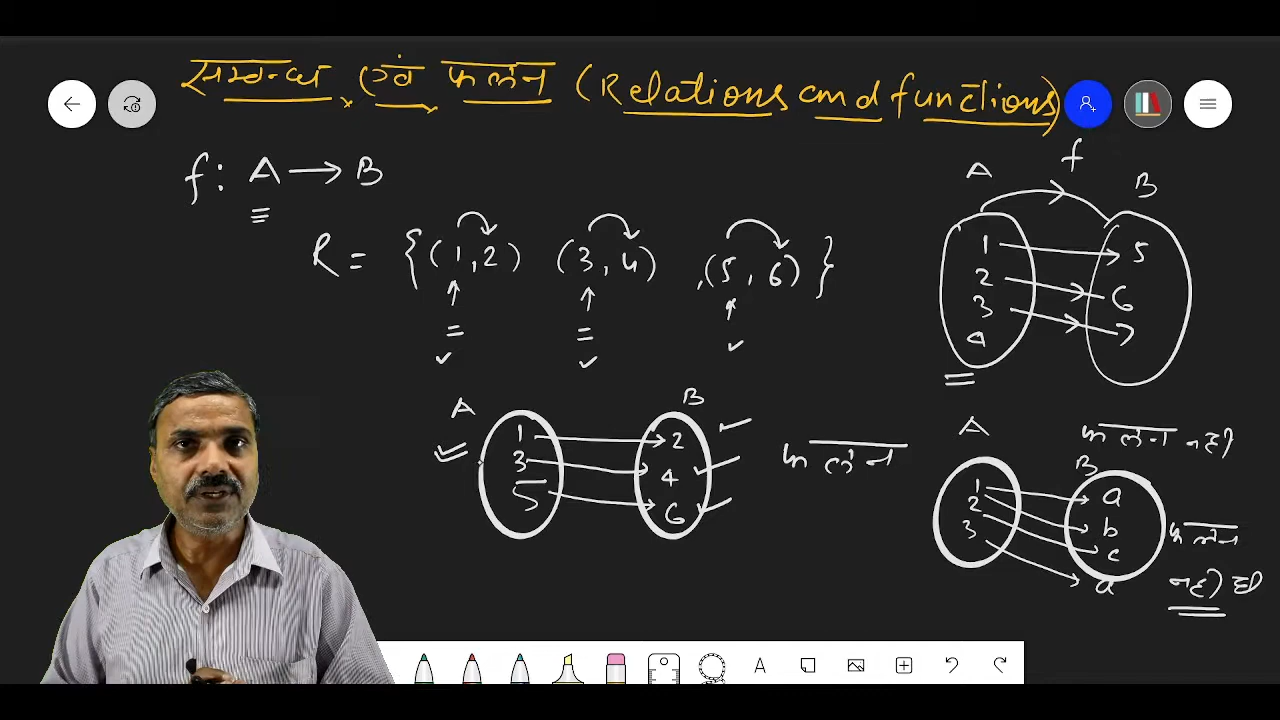 सम्बन्ध एवं फलन (Relations and functions)
f: A → B
R = {(1,2) (3,4) ,(5,6)}
A B
1 2
3 4
5 6
फलन
f
A B
1 5
2 6
3 7
4
फलन नही
A B
1 a
2 b
3 c
d
फलन
नही है
A